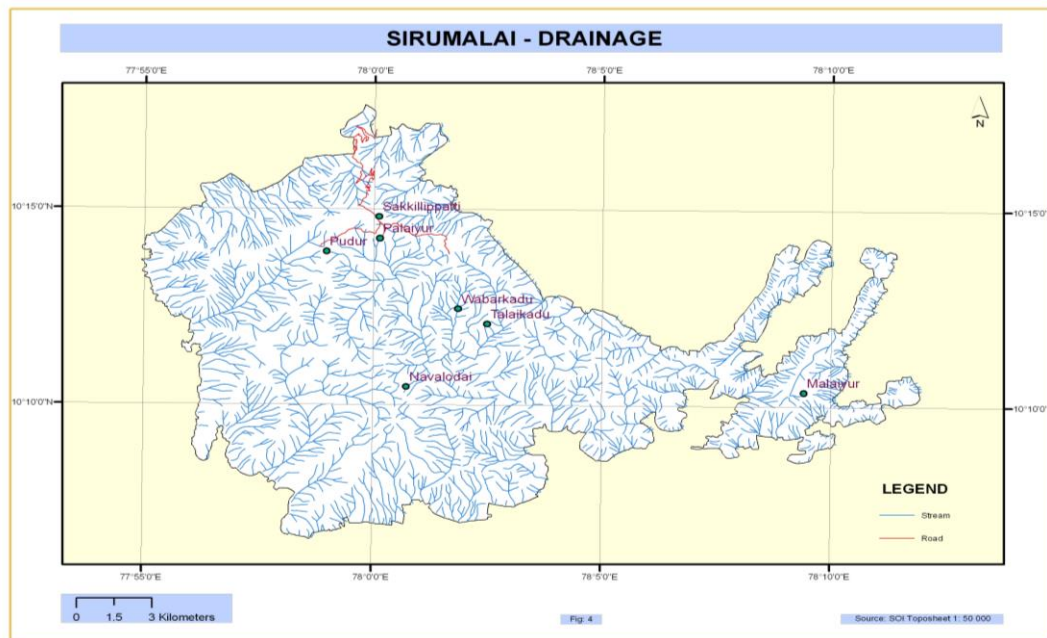 SIRUMALAI - DRAINAGE
77°55'0"E 78°0'0"E 78°5'0"E 78°10'0"E
N
10°15'0"N 10°15'0"N
Sakkillippatti
Palaiyur
Pudur
Wabarkadu
Talaikadu
Navalodai
Malaiyur
10°10'0"N 10°10'0"N
LEGEND
Stream
Road
77°55'0"E 78°0'0"E 78°5'0"E 78°10'0"E
0 1.5 3 Kilometers
Fig: 4
Source: SOI Toposheet 1: 50 000